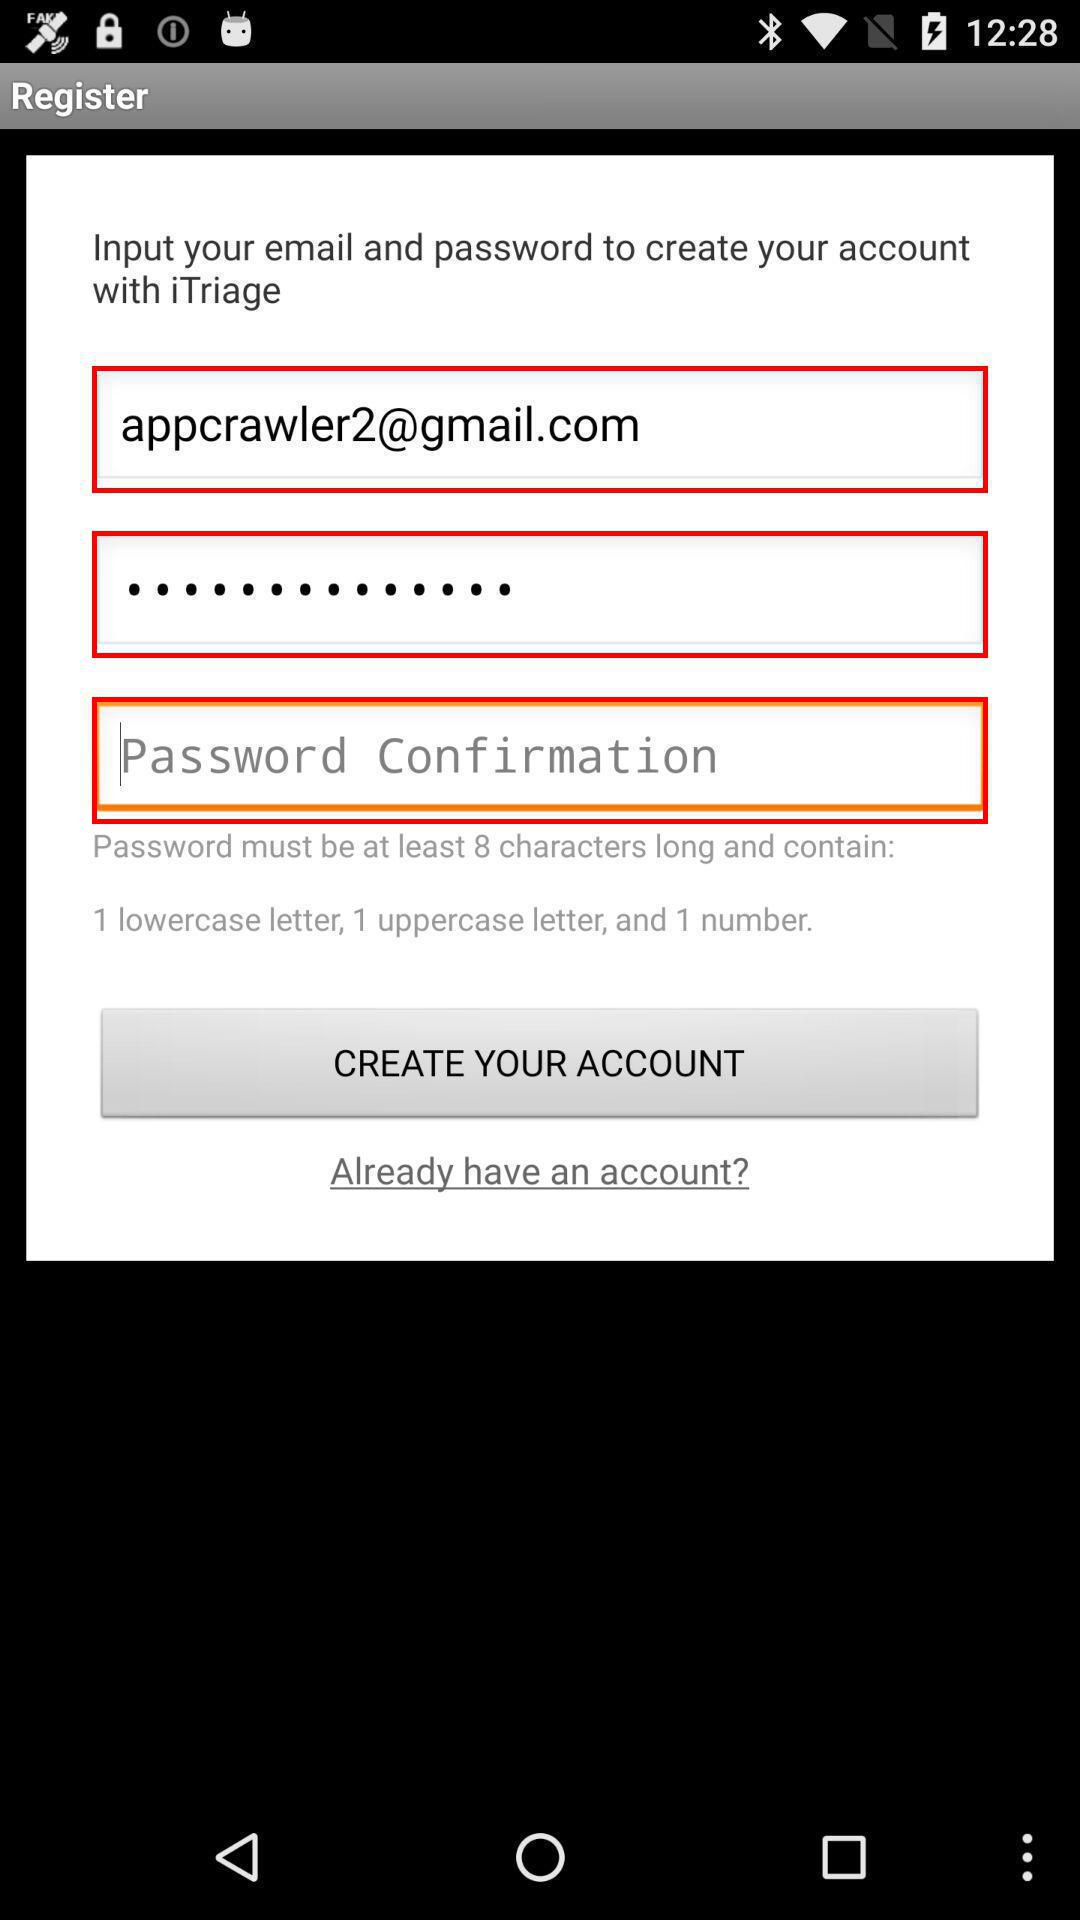 FAKE
12:28
Register
Input your email and password to create your account
with iTriage
appcrawler2@gmail.com
••••••••••••••
Password Confirmation
Password must be at least 8 characters long and contain:
1 lowercase letter, 1 uppercase letter, and 1 number.
CREATE YOUR ACCOUNT
Already have an account?